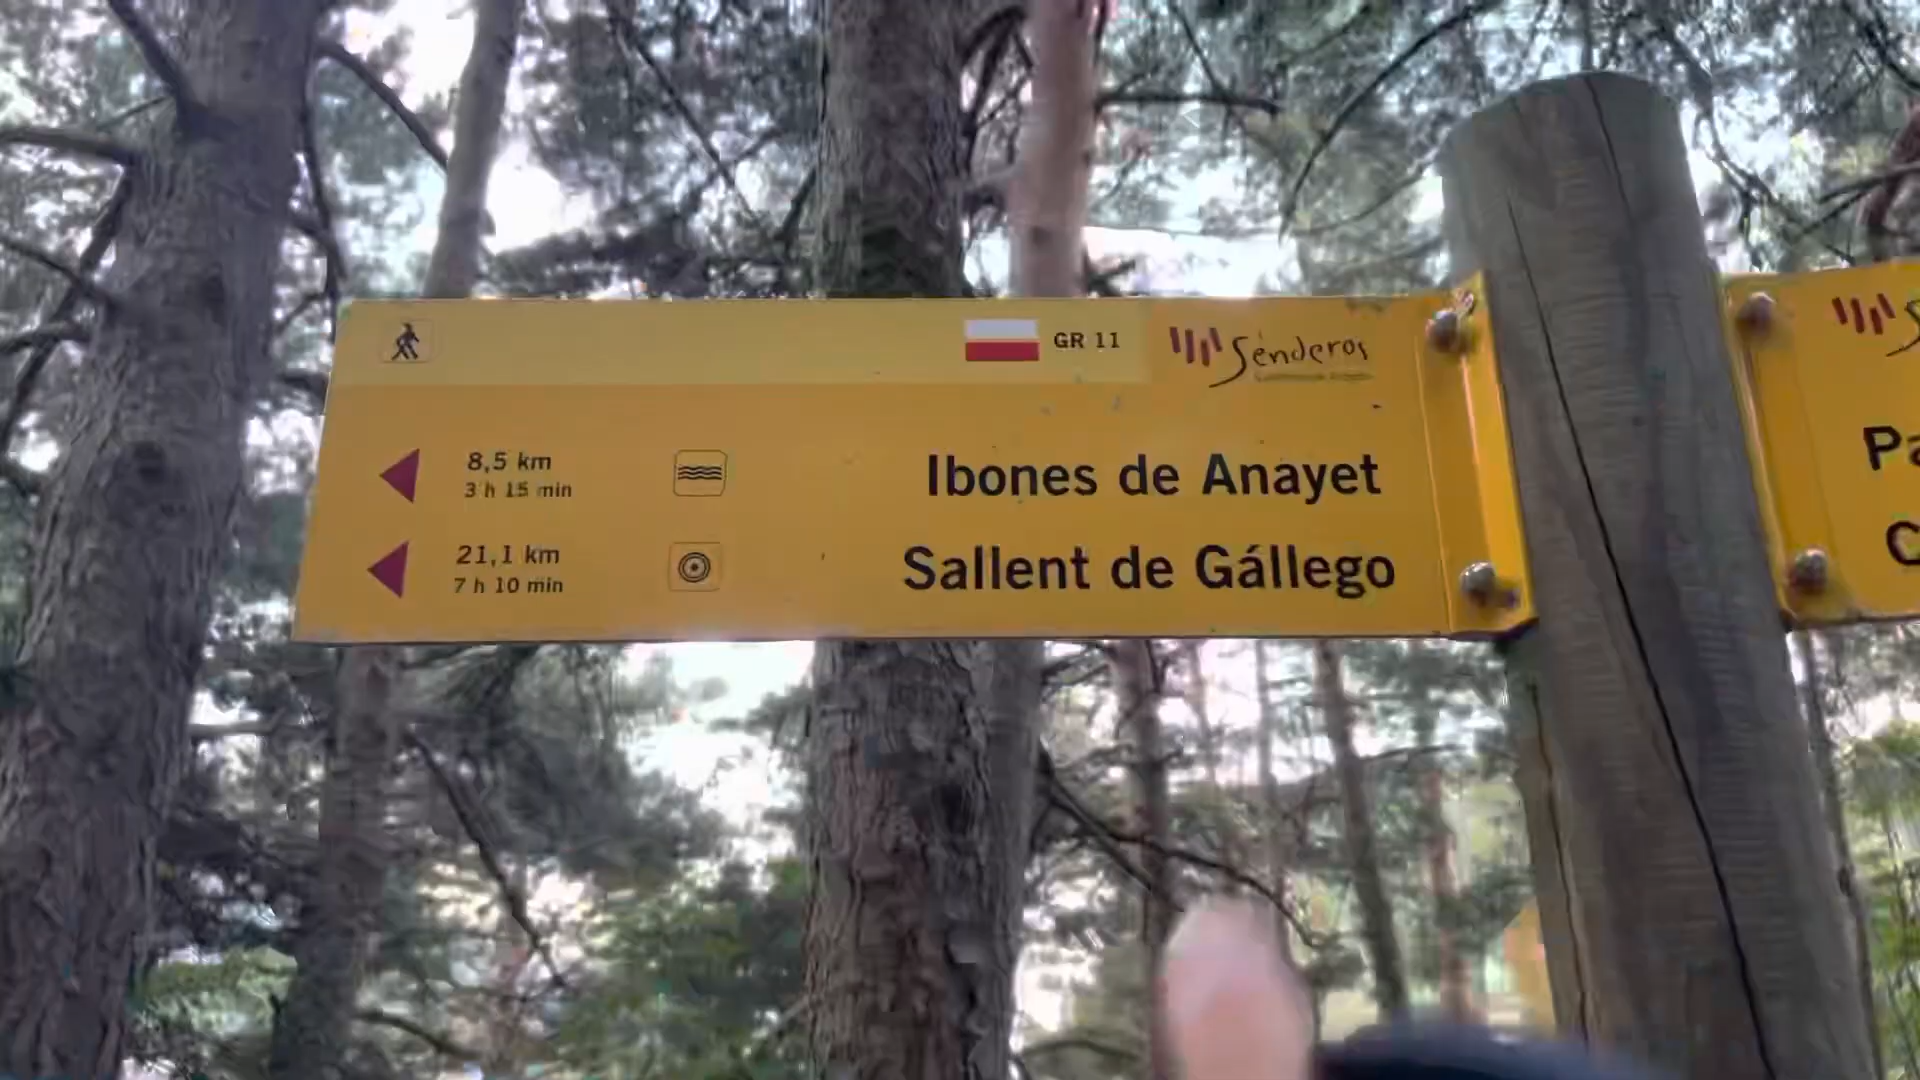 GR 11
Senderos
8,5 km
3 h 15 min
Ibones de Anayet
21,1 km
7 h 10 min
Sallent de Gállego